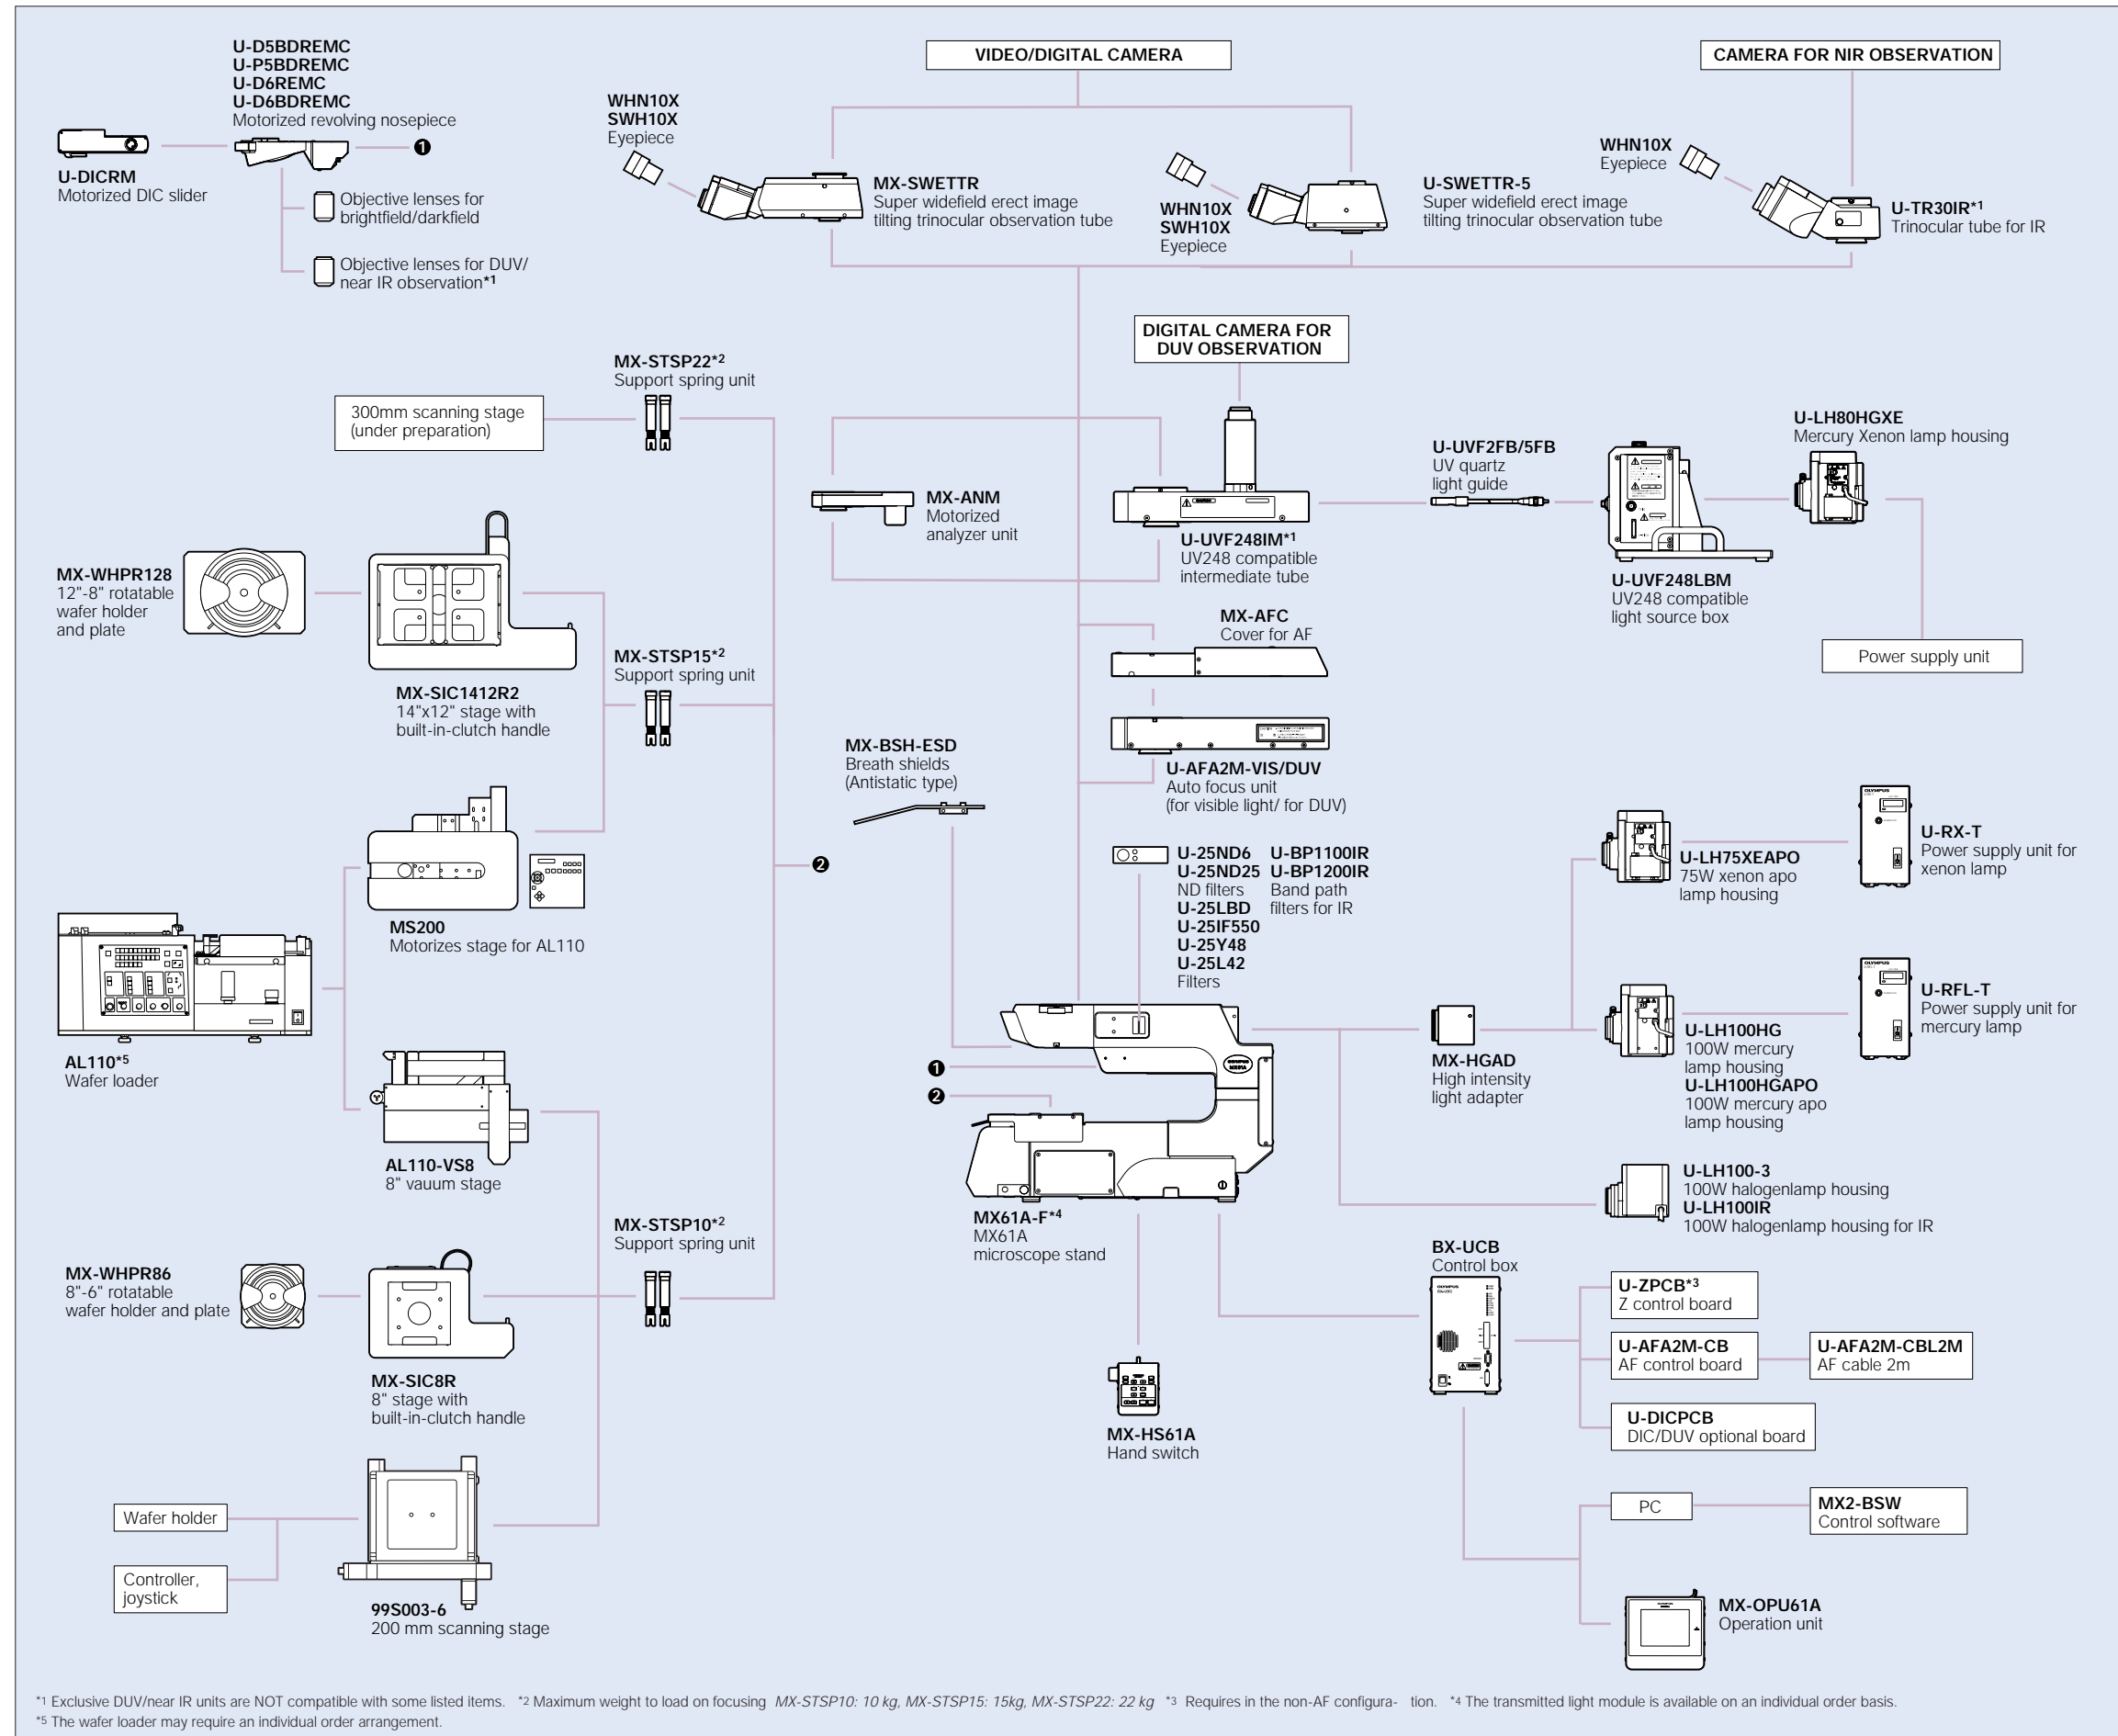 U-D5BDREMC
U-P5BDREMC
U-D6REMC
U-D6BDREMC
Motorized revolving nosepiece
❶
U-DICRM
Motorized DIC slider
Objective lenses for
brightfield/darkfield
Objective lenses for DUV/
near IR observation*1
VIDEO/DIGITAL CAMERA
CAMERA FOR NIR OBSERVATION
WHN10X
SWH10X
Eyepiece
MX-SWETTR
Super widefield erect image
tilting trinocular observation tube
WHN10X
SWH10X
Eyepiece
U-SWETTR-5
Super widefield erect image
tilting trinocular observation tube
WHN10X
Eyepiece
U-TR30IR*1
Trinocular tube for IR
DIGITAL CAMERA FOR
DUV OBSERVATION
MX-STSP22*2
Support spring unit
300mm scanning stage
(under preparation)
MX-ANM
Motorized
analyzer unit
U-UVF248IM*1
UV248 compatible
intermediate tube
U-UVF2FB/5FB
UV quartz
light guide
U-LH80HGXE
Mercury Xenon lamp housing
U-UVF248LBM
UV248 compatible
light source box
Power supply unit
MX-WHPR128
12"-8" rotatable
wafer holder
and plate
MX-SIC1412R2
14"x12" stage with
built-in-clutch handle
MX-STSP15*2
Support spring unit
MX-AFC
Cover for AF
U-AFA2M-VIS/DUV
Auto focus unit
(for visible light/ for DUV)
MX-BSH-ESD
Breath shields
(Antistatic type)
❷
MS200
Motorizes stage for AL110
AL110*5
Wafer loader
AL110-VS8
8" vauum stage
U-25ND6
U-25ND25
ND filters
U-25LBD
U-25IF550
U-25Y48
U-25L42
Filters
U-BP1100IR
U-BP1200IR
Band path
filters for IR
U-LH75XEAPO
75W xenon apo
lamp housing
OLYMPUS
U-RX-T
Power supply unit for
xenon lamp
MX-HGAD
High intensity
light adapter
U-LH100HG
100W mercury
lamp housing
U-LH100HGAPO
100W mercury apo
lamp housing
OLYMPUS
U-RFL-T
Power supply unit for
mercury lamp
❶
❷
OLYMPUS
MX61A
MX61A-F*4
MX61A
microscope stand
U-LH100-3
100W halogenlamp housing
U-LH100IR
100W halogenlamp housing for IR
MX-STSP10*2
Support spring unit
MX-WHPR86
8"-6" rotatable
wafer holder and plate
MX-SIC8R
8" stage with
built-in-clutch handle
MX-HS61A
Hand switch
BX-UCB
Control box
OLYMPUS
U-ZPCB*3
Z control board
U-AFA2M-CB
AF control board
U-AFA2M-CBL2M
AF cable 2m
U-DICPCB
DIC/DUV optional board
PC
MX2-BSW
Control software
MX-OPU61A
Operation unit
Wafer holder
Controller,
joystick
99S003-6
200 mm scanning stage
*1 Exclusive DUV/near IR units are NOT compatible with some listed items. *2 Maximum weight to load on focusing MX-STSP10: 10 kg, MX-STSP15: 15kg, MX-STSP22: 22 kg *3 Requires in the non-AF configura- tion. *4 The transmitted light module is available on an individual order basis.
*5 The wafer loader may require an individual order arrangement.